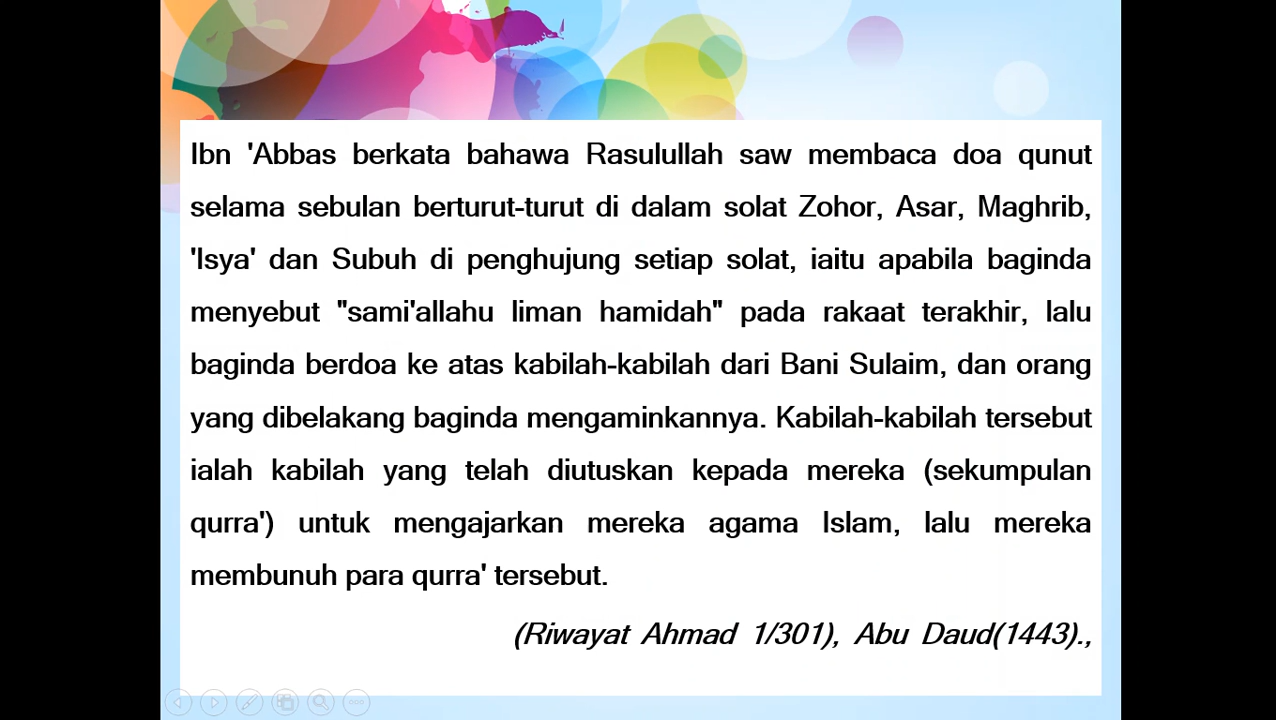 Ibn 'Abbas berkata bahawa Rasulullah saw membaca doa qunut
selama sebulan berturut-turut di dalam solat Zohor, Asar, Maghrib,
'Isya' dan Subuh di penghujung setiap solat, iaitu apabila baginda
menyebut "sami'allahu liman hamidah" pada rakaat terakhir, lalu
baginda berdoa ke atas kabilah-kabilah dari Bani Sulaim, dan orang
yang dibelakang baginda mengaminkannya. Kabilah-kabilah tersebut
ialah kabilah yang telah diutuskan kepada mereka (sekumpulan
qurra') untuk mengajarkan mereka agama Islam, lalu mereka
membunuh para qurra' tersebut.
(Riwayat Ahmad 1/301), Abu Daud(1443).,